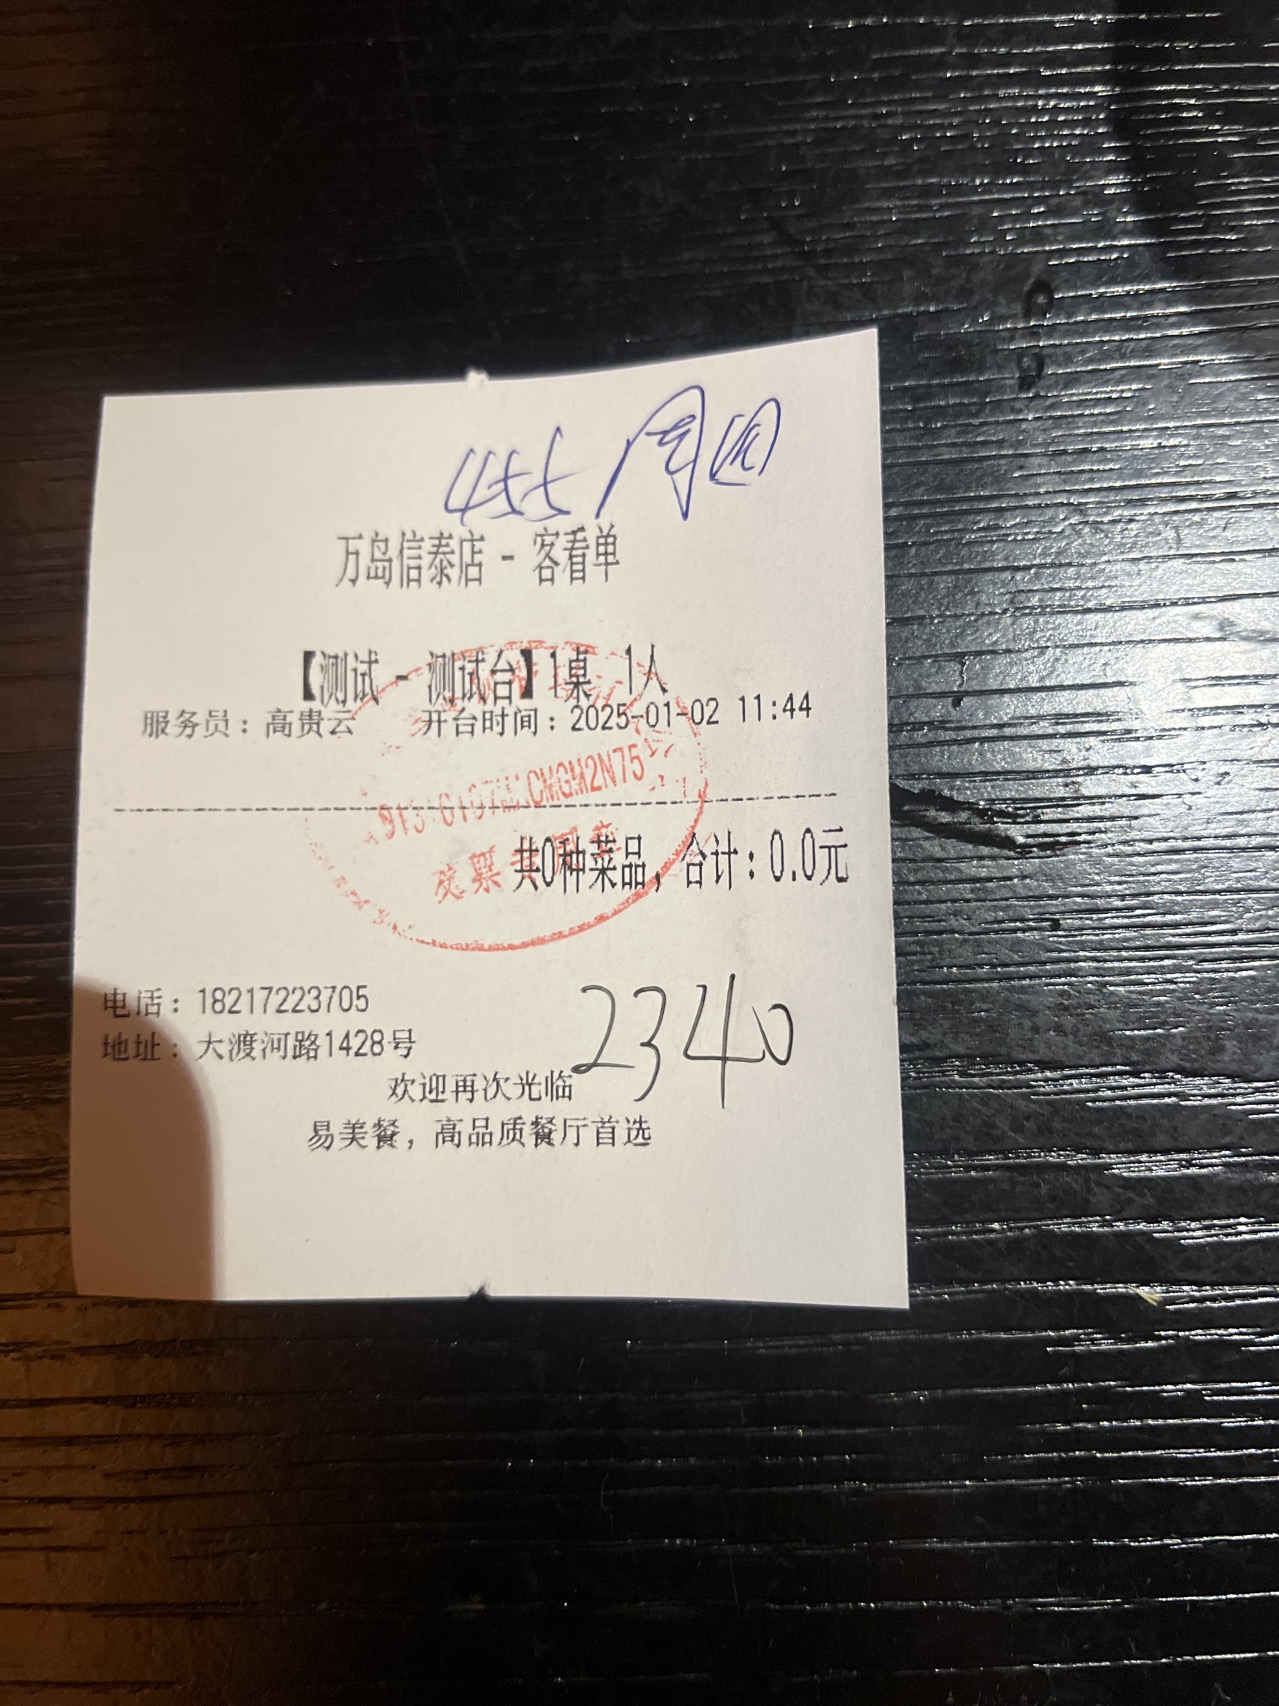 455 周
万岛信泰店 - 客看单
【测试 - 测试台】1桌 1人
服务员：高贵云 开台时间：2025-01-02 11:44
CMGM2N75
共0种菜品，合计：0.0元
电话：18217223705
地址：大渡河路1428号
2340
欢迎再次光临
易美餐，高品质餐厅首选